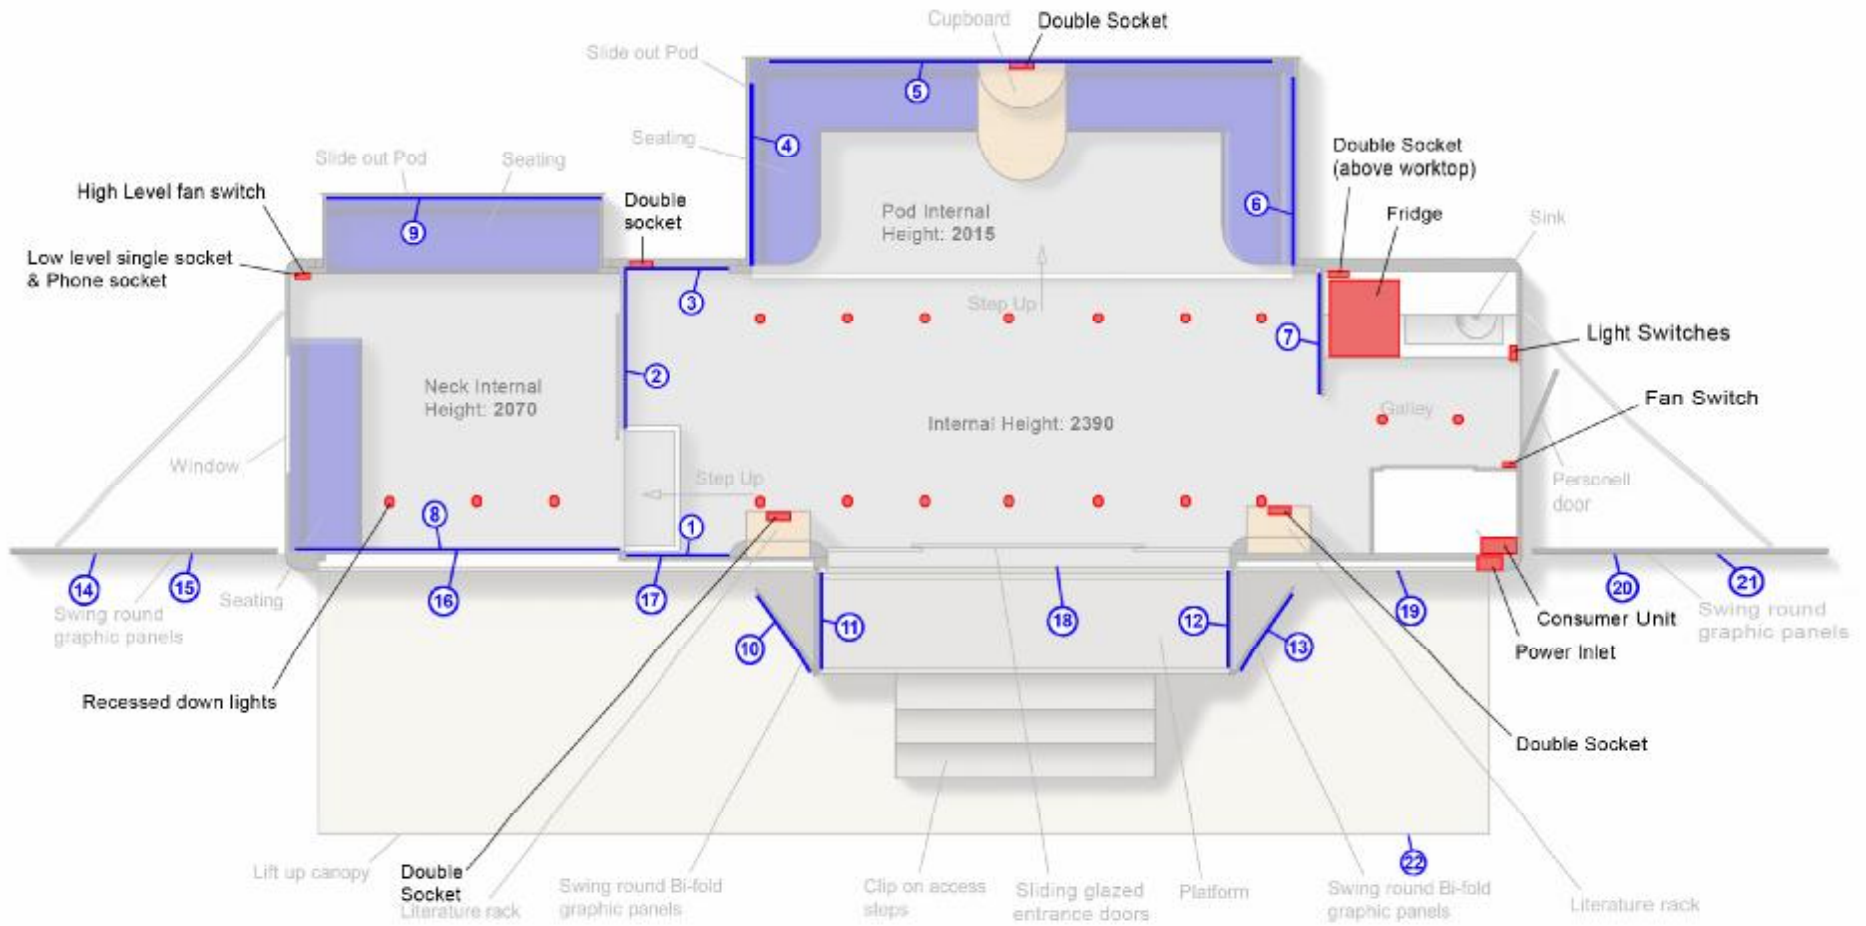 Cupboard
Double Socket
Slide out Pod
5
Seating
4
Double Socket
(above worktop)
Slide out Pod
Seating
High Level fan switch
Double
socket
6
Fridge
Sink
9
Pod Internal
Height: 2015
Low level single socket
& Phone socket
3
Step Up
7
Light Switches
2
Neck Internal
Height: 2070
Internal Height: 2390
Galley
Fan Switch
Window
Step Up
Personell
door
8
1
14
15
Seating
16
17
11
18
12
19
20
21
Swing round
graphic panels
10
13
Consumer Unit
Swing round
graphic panels
Power Inlet
Recessed down lights
Double Socket
22
Lift up canopy
Double
Socket
Literature rack
Swing round Bi-fold
graphic panels
Clip on access
steps
Sliding glazed
entrance doors
Platform
Swing round Bi-fold
graphic panels
Literature rack